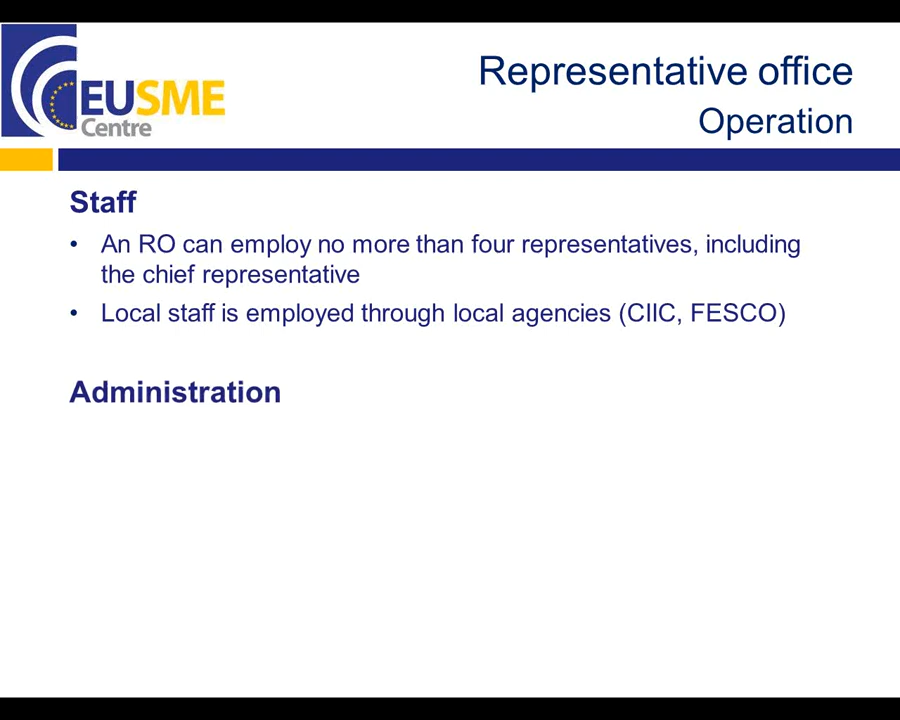 EUSME
Centre
Representative office
Operation
Staff
• An RO can employ no more than four representatives, including
the chief representative
• Local staff is employed through local agencies (CIIC, FESCO)
Administration